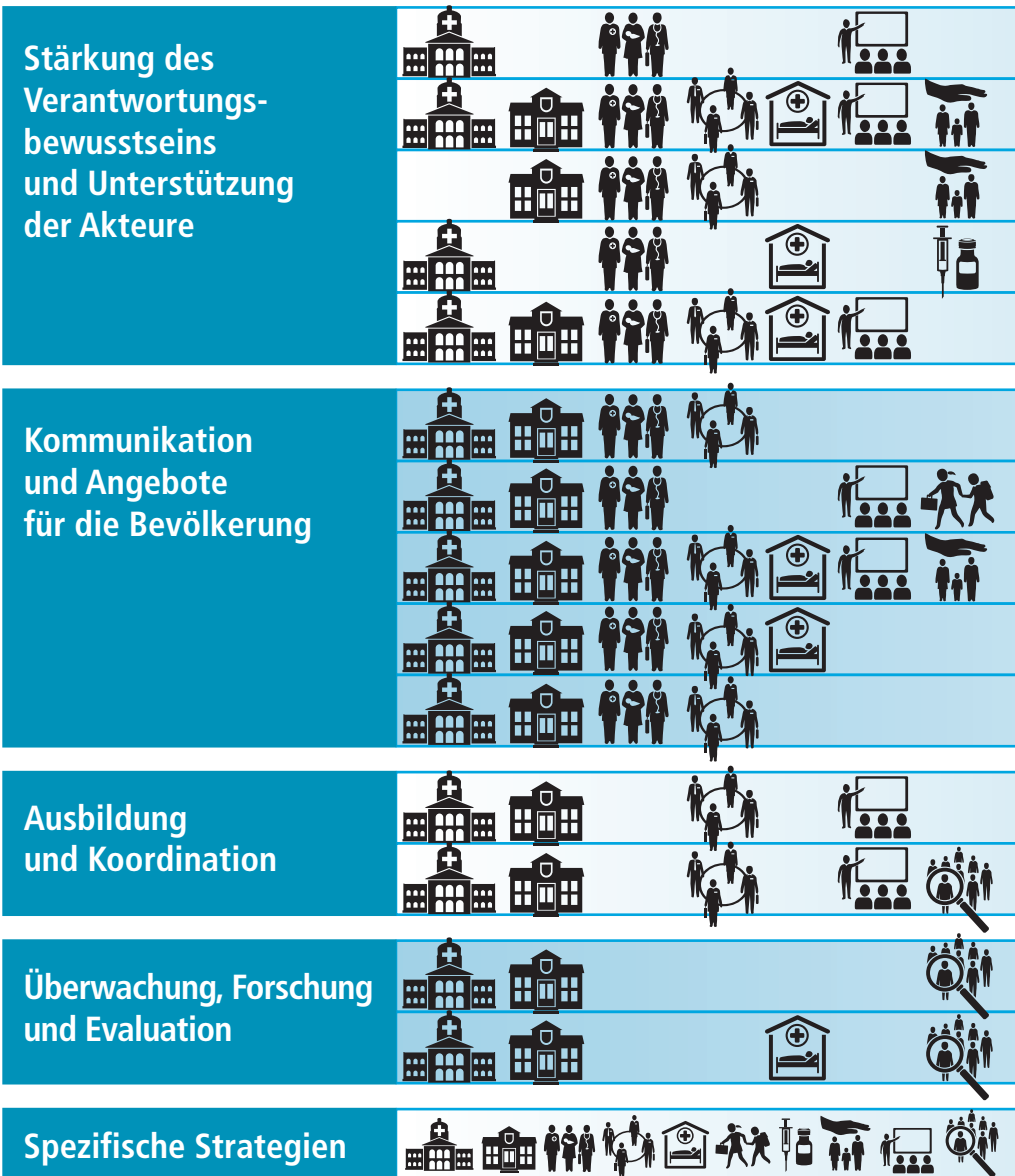 Stärkung des
Verantwortungs-
bewusstseins
und Unterstützung
der Akteure
Kommunikation
und Angebote
für die Bevölkerung
Ausbildung
und Koordination
Überwachung, Forschung
und Evaluation
Spezifische Strategien